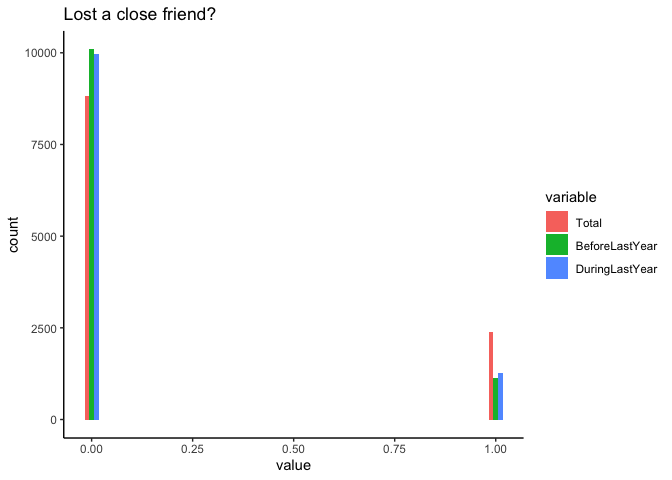 Lost a close friend?
10000
7500
5000
2500
0
count
0.00 0.25 0.50 0.75 1.00
value
variable
Total
BeforeLastYear
DuringLastYear